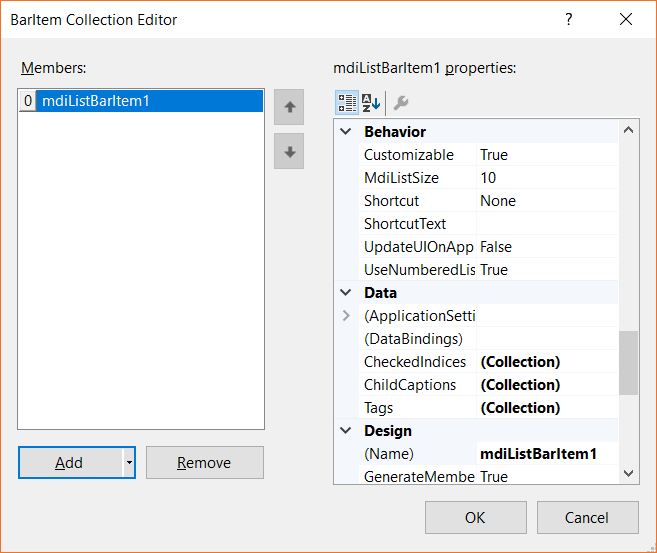 BarItem Collection Editor
?
Members:
mdiListBarItem1 properties:
0 mdiListBarItem1
Behavior
Customizable True
MdiListSize 10
Shortcut None
ShortcutText
UpdateUIOnApp False
UseNumberedLis True
Data
(ApplicationSetti
(DataBindings)
CheckedIndices (Collection)
ChildCaptions (Collection)
Tags (Collection)
Design
(Name) mdiListBarItem1
GenerateMembe True
Add
Remove
OK
Cancel